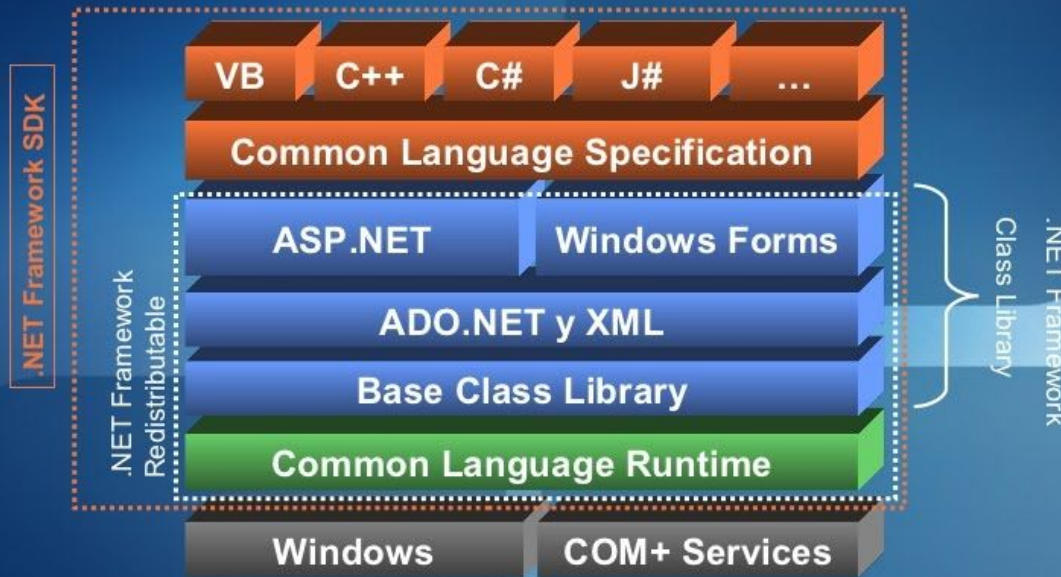 .NET Framework SDK
VB
C++
C#
J#
...
Common Language Specification
.NET Framework
Redistributable
ASP.NET
Windows Forms
ADO.NET y XML
Base Class Library
Common Language Runtime
.NET Framework
Class Library
Windows
COM+ Services